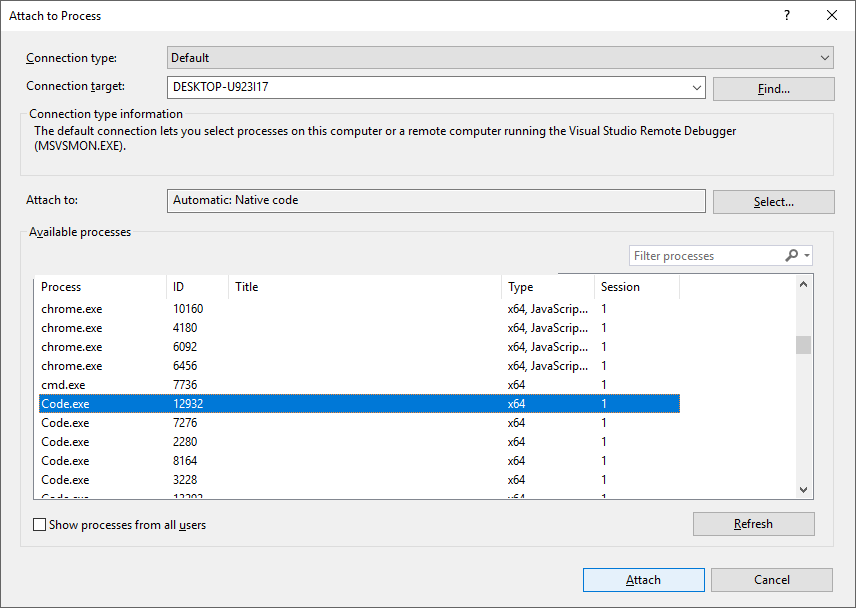 Attach to Process
?
Connection type:
Default
Connection target:
DESKTOP-U923I17
Find...
Connection type information
The default connection lets you select processes on this computer or a remote computer running the Visual Studio Remote Debugger
(MSVSMON.EXE).
Attach to:
Automatic: Native code
Select...
Available processes
Filter processes
Process ID Title Type Session
chrome.exe 10160 x64, JavaScrip... 1
chrome.exe 4180 x64, JavaScrip... 1
chrome.exe 6092 x64, JavaScrip... 1
chrome.exe 6456 x64, JavaScrip... 1
cmd.exe 7736 x64 1
Code.exe 12932 x64 1
Code.exe 7276 x64 1
Code.exe 2280 x64 1
Code.exe 8164 x64 1
Code.exe 3228 x64 1
Code.exe x64 1
Show processes from all users
Refresh
Attach
Cancel